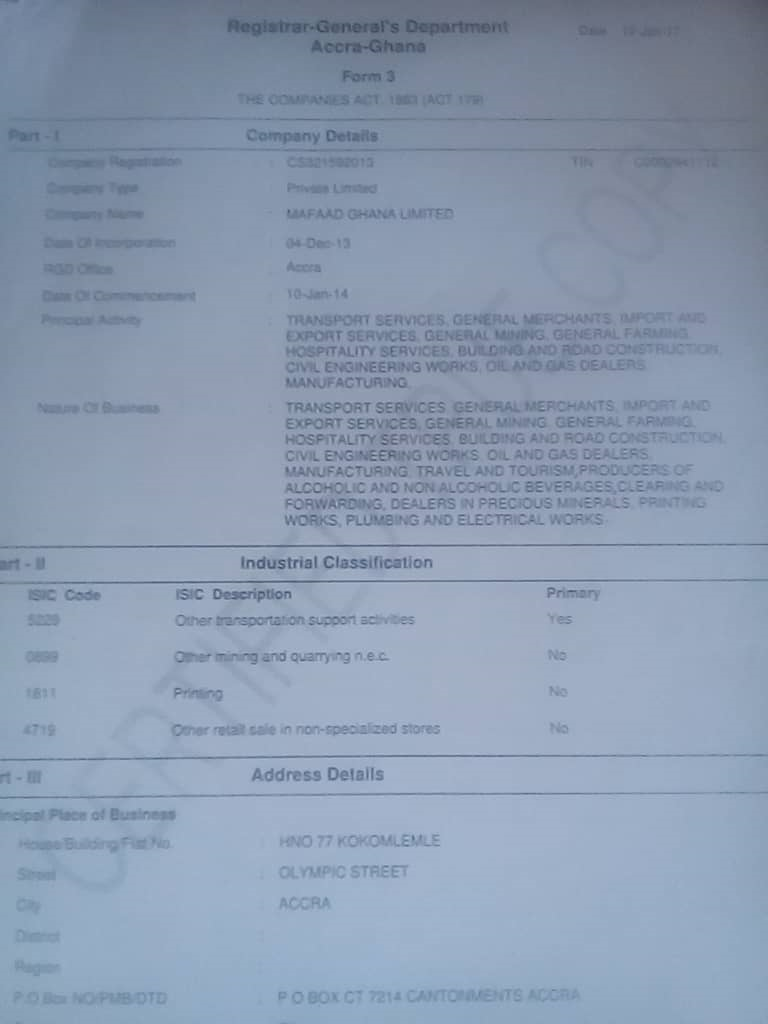 Registrar-General's Department
Accra-Ghana
Date
Form 3
THE COMPANIES ACT, 1963 (ACT 179)
Part - I Company Details
Company Registration : CS321592013 TIN
Company Type : Private Limited
Company Name : MAFAAD GHANA LIMITED
Date Of Incorporation : 04-Dec-13
RGD Office : Accra
Date Of Commencement : 10-Jan-14
Principal Activity : TRANSPORT SERVICES, GENERAL MERCHANTS, IMPORT AND
EXPORT SERVICES, GENERAL MINING, GENERAL FARMING,
HOSPITALITY SERVICES, BUILDING AND ROAD CONSTRUCTION,
CIVIL ENGINEERING WORKS, OIL AND GAS DEALERS,
MANUFACTURING,
Nature Of Business : TRANSPORT SERVICES, GENERAL MERCHANTS, IMPORT AND
EXPORT SERVICES, GENERAL MINING, GENERAL FARMING,
HOSPITALITY SERVICES, BUILDING AND ROAD CONSTRUCTION,
CIVIL ENGINEERING WORKS, OIL AND GAS DEALERS,
MANUFACTURING, TRAVEL AND TOURISM,PRODUCERS OF
ALCOHOLIC AND NON ALCOHOLIC BEVERAGES,CLEARING AND
FORWARDING, DEALERS IN PRECIOUS MINERALS, PRINTING
WORKS, PLUMBING AND ELECTRICAL WORKS
art - II Industrial Classification
ISIC Code ISIC Description Primary
5229 Other transportation support activities Yes
0899 Other mining and quarrying n.e.c. No
1811 Printing No
4719 Other retail sale in non-specialized stores No
rt - III Address Details
incipal Place of Business
House/Building/Flat No. : HNO 77 KOKOMLEMLE
Street : OLYMPIC STREET
City : ACCRA
District :
Region :
P.O Box NO/PMB/DTD : P O BOX CT 7214 CANTONMENTS ACCRA
CERTIFIED COPY